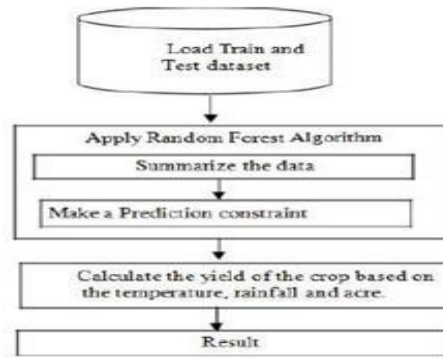 Load Train and
Test dataset
Apply Random Forest Algorithm
Summarize the data
Make a Prediction constraint
Calculate the yield of the crop based on
the temperature, rainfall and acre.
Result